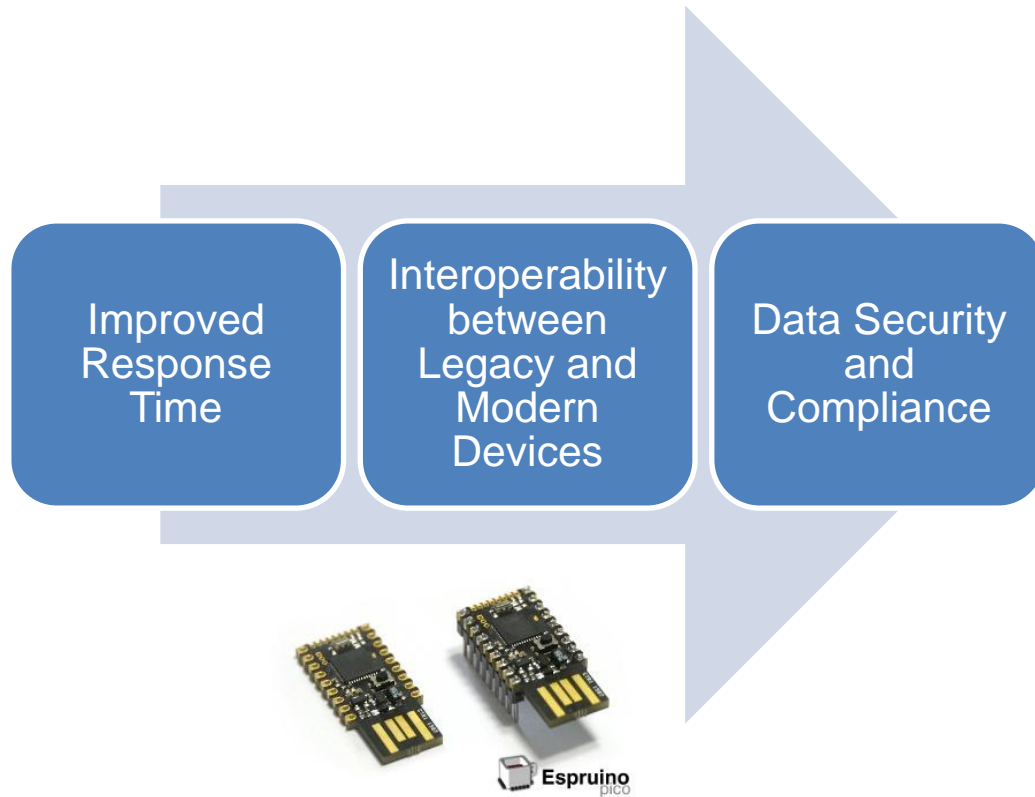 Improved
Response
Time
Interoperability
between
Legacy and
Modern
Devices
Data Security
and
Compliance
Espruino
pico